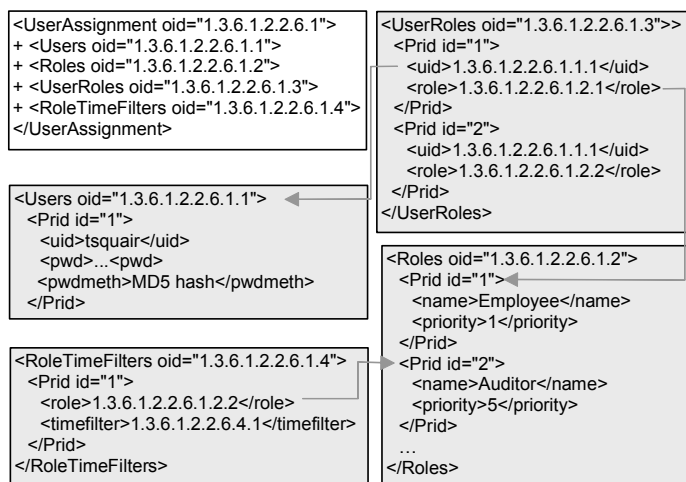 <UserAssignment oid="1.3.6.1.2.2.6.1">
+ <Users oid="1.3.6.1.2.2.6.1.1">
+ <Roles oid="1.3.6.1.2.2.6.1.2">
+ <UserRoles oid="1.3.6.1.2.2.6.1.3">
+ <RoleTimeFilters oid="1.3.6.1.2.2.6.1.4">
</UserAssignment>
<Users oid="1.3.6.1.2.2.6.1.1">
<Prid id="1">
<uid>tsquair</uid>
<pwd>...<pwd>
<pwdmeth>MD5 hash</pwdmeth>
</Prid>
<RoleTimeFilters oid="1.3.6.1.2.2.6.1.4">
<Prid id="1">
<role>1.3.6.1.2.2.6.1.2.2</role>
<timefilter>1.3.6.1.2.2.6.4.1</timefilter>
</Prid>
</RoleTimeFilters>
<UserRoles oid="1.3.6.1.2.2.6.1.3">>
<Prid id="1">
<uid>1.3.6.1.2.2.6.1.1.1</uid>
<role>1.3.6.1.2.2.6.1.2.1</role>
</Prid>
<Prid id="2">
<uid>1.3.6.1.2.2.6.1.1.1</uid>
<role>1.3.6.1.2.2.6.1.2.2</role>
</Prid>
</UserRoles>
<Roles oid="1.3.6.1.2.2.6.1.2">
<Prid id="1">
<name>Employee</name>
<priority>1</priority>
</Prid>
<Prid id="2">
<name>Auditor</name>
<priority>5</priority>
</Prid>
…
</Roles>